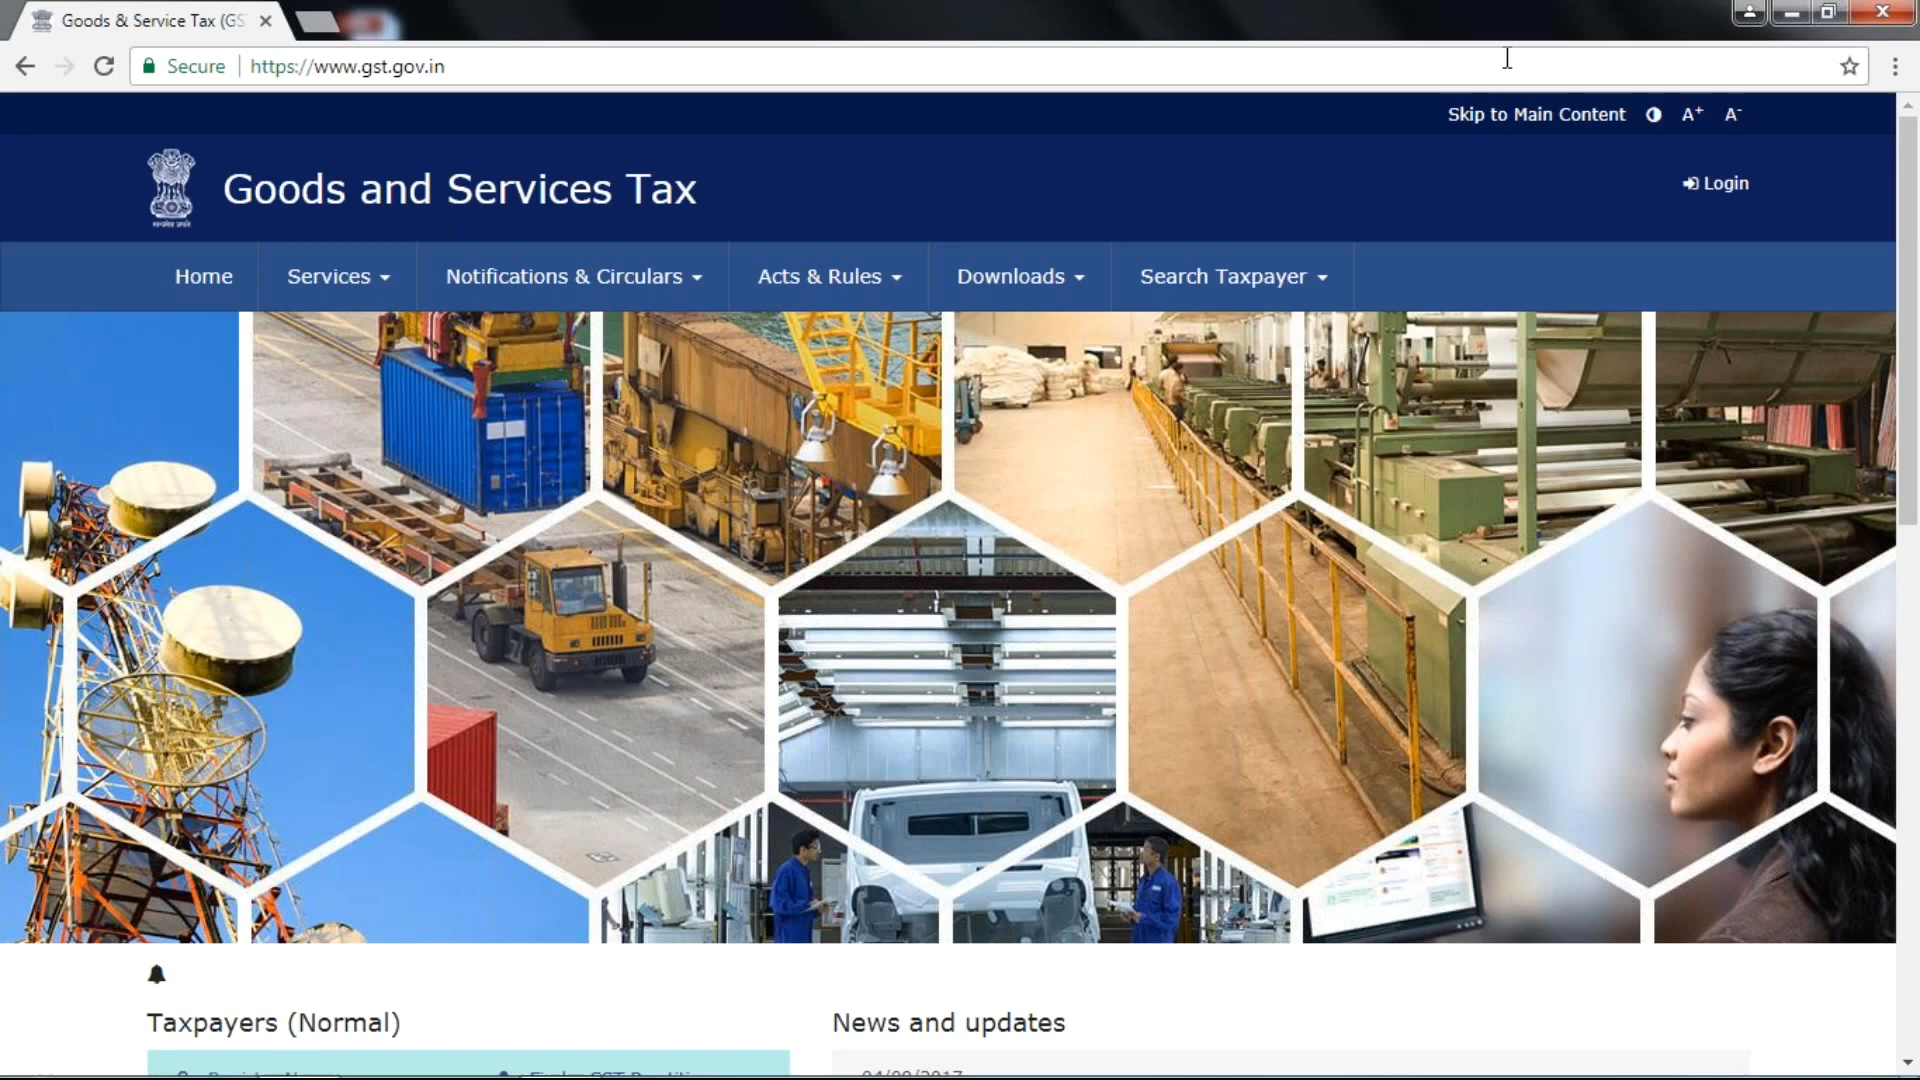 Goods & Service Tax (GS
Secure
https://www.gst.gov.in
Skip to Main Content
A+
A-
Goods and Services Tax
Login
Home
Services
Notifications & Circulars
Acts & Rules
Downloads
Search Taxpayer
Taxpayers (Normal)
News and updates